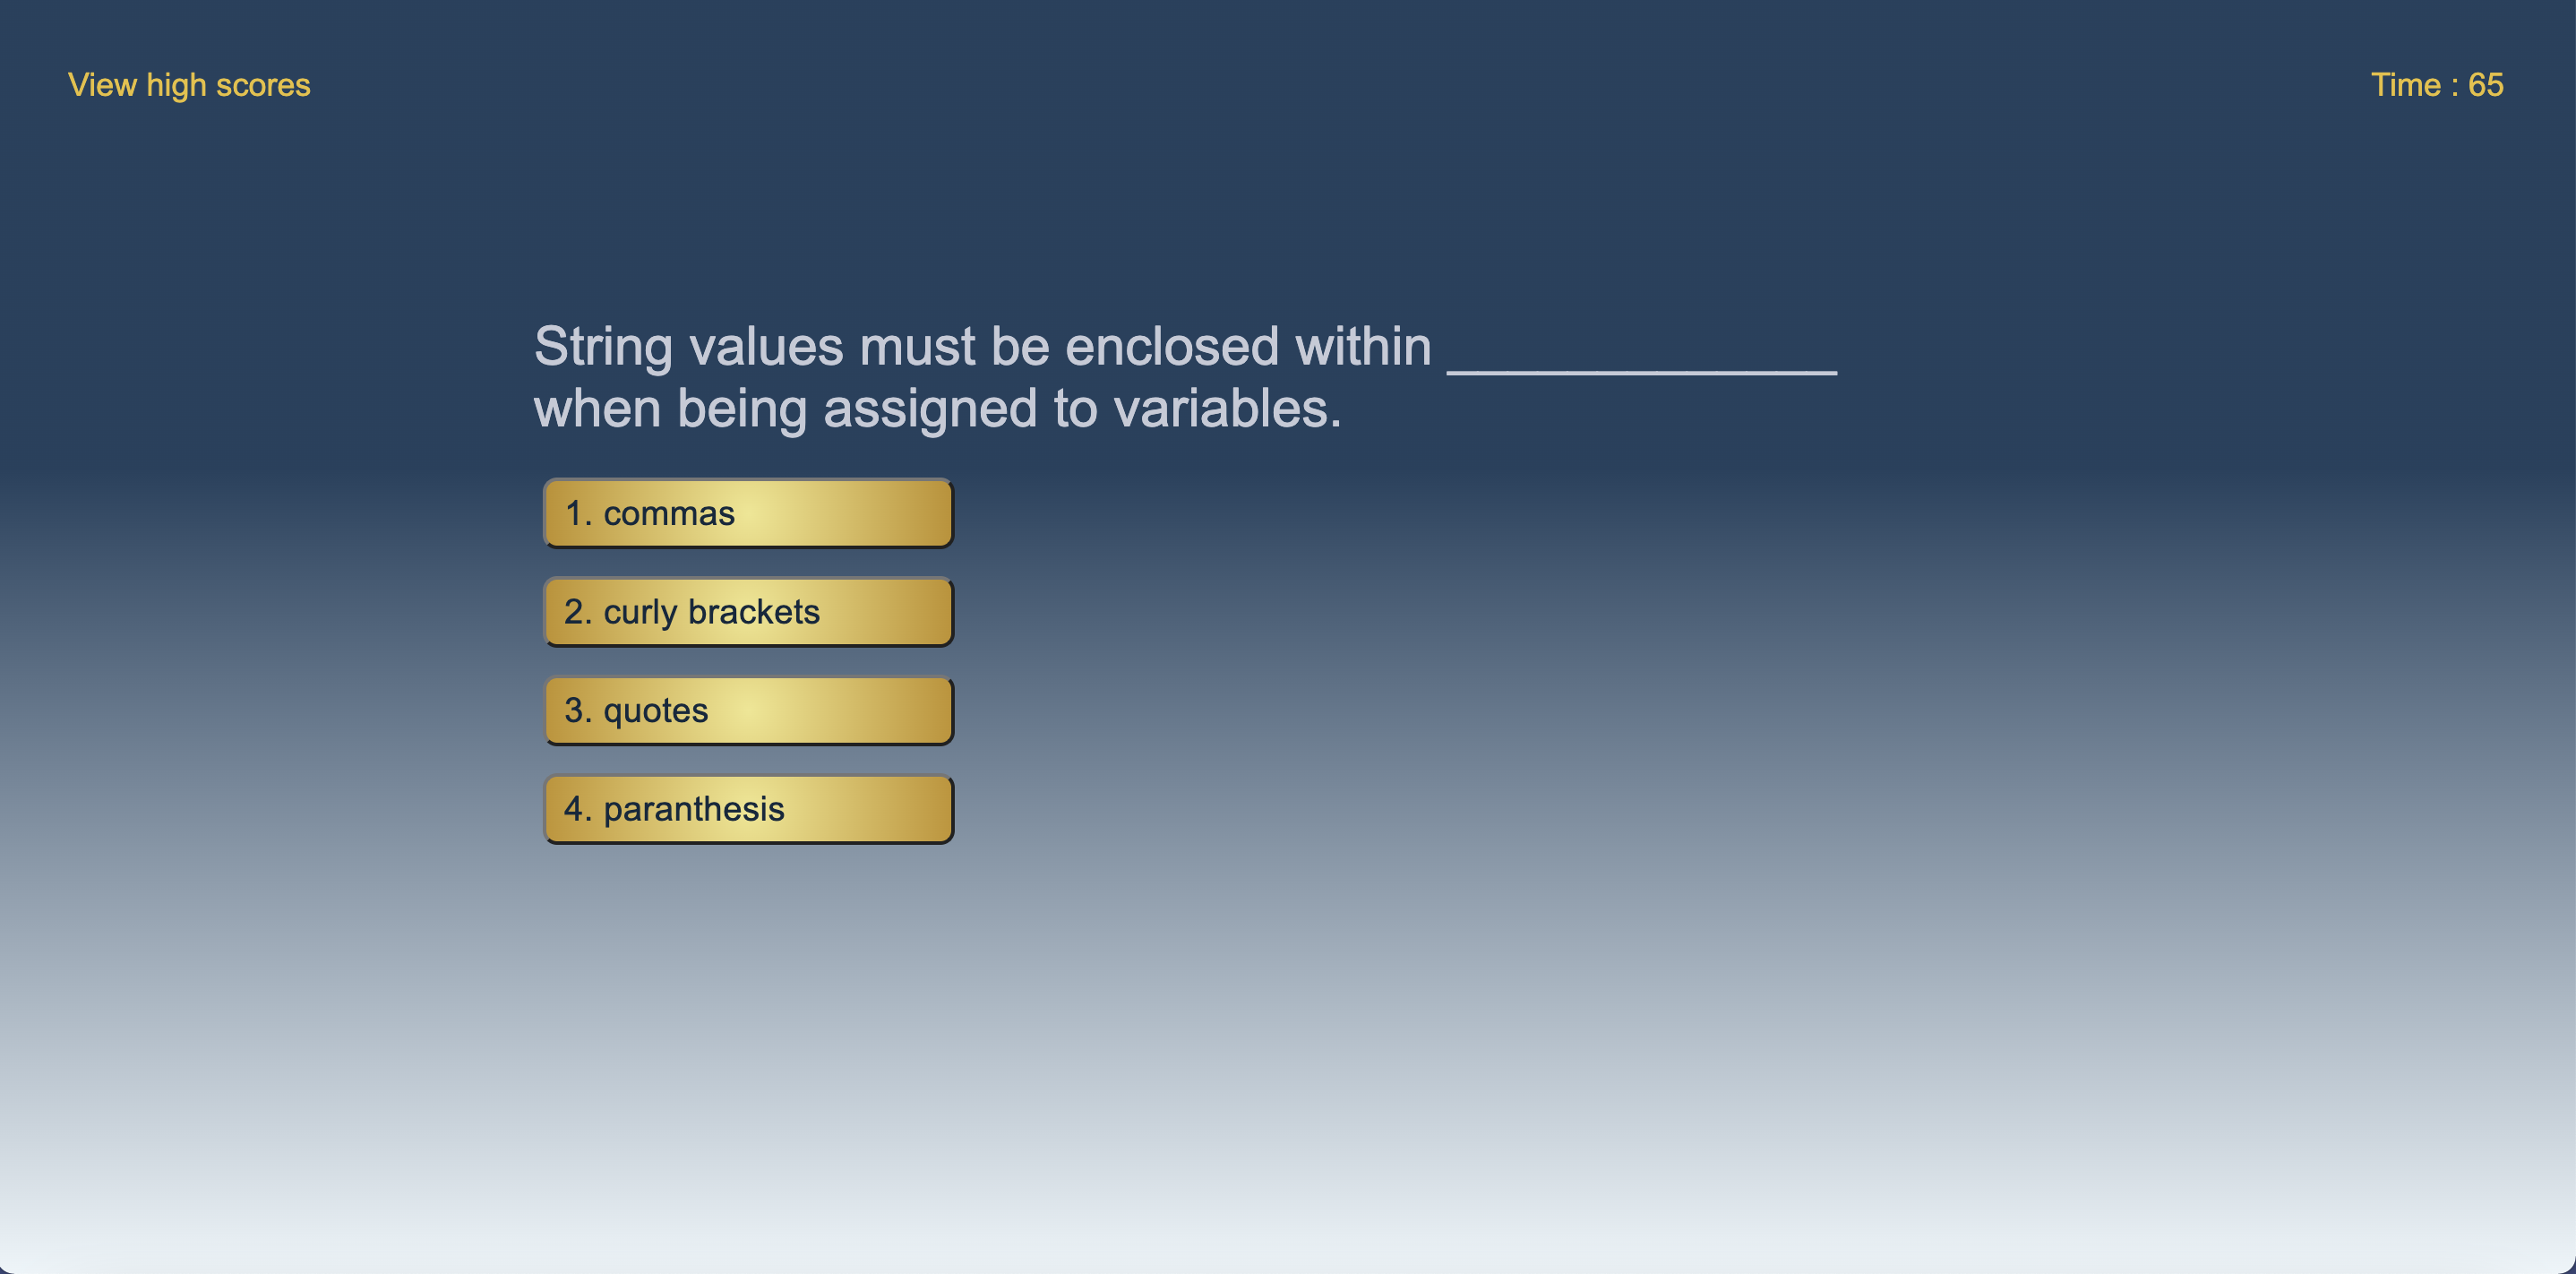 View high scores
Time : 65
String values must be enclosed within _____________
when being assigned to variables.
1. commas
2. curly brackets
3. quotes
4. paranthesis